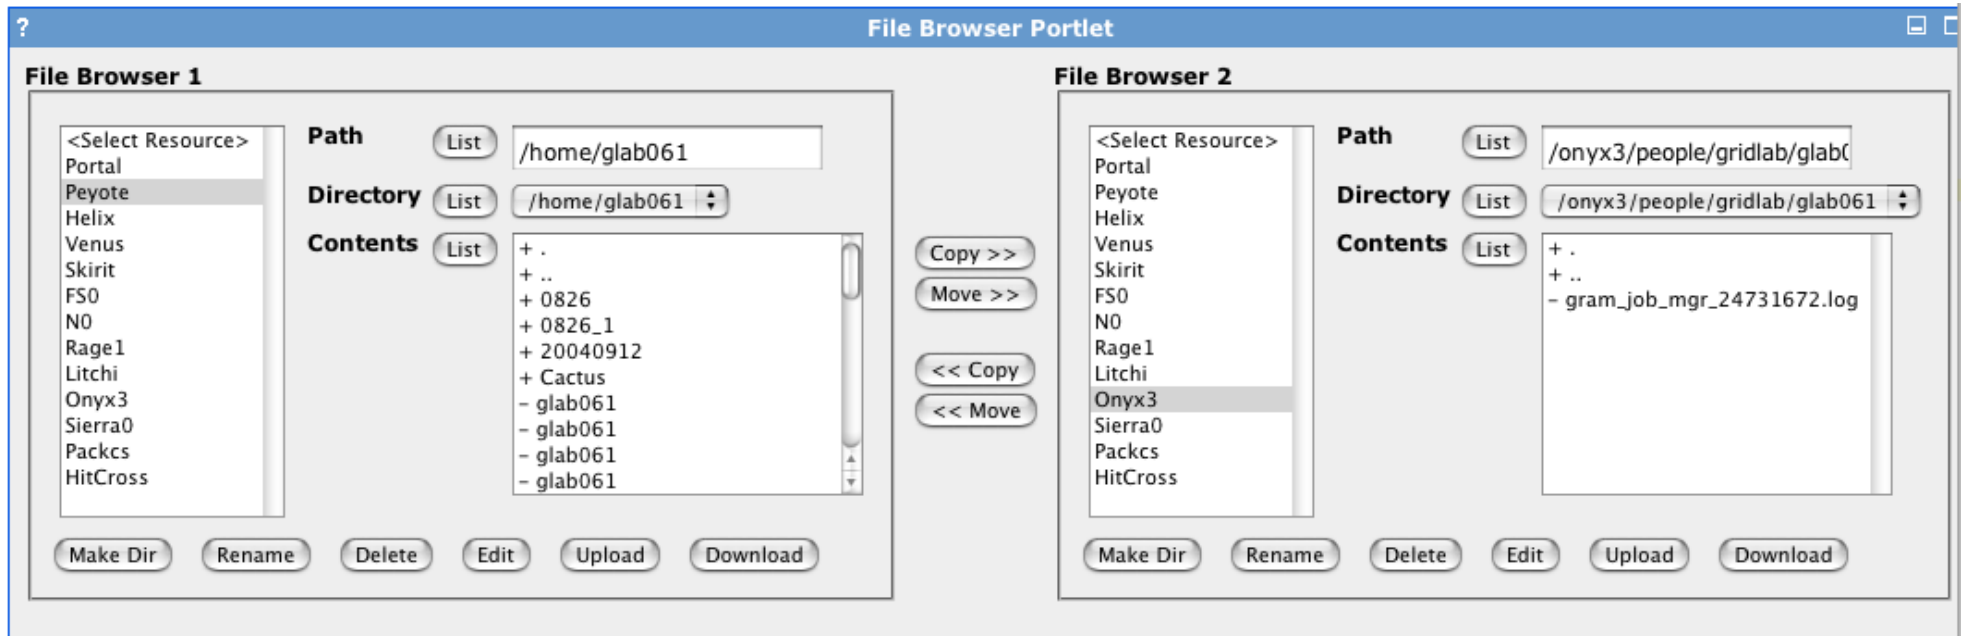 ? File Browser Portlet
File Browser 1
<Select Resource>
Portal
Peyote
Helix
Venus
Skirit
FS0
N0
Rage1
Litchi
Onyx3
Sierra0
Packcs
HitCross
Path List /home/glab061
Directory List /home/glab061
Contents List
+ .
+ ..
+ 0826
+ 0826_1
+ 20040912
+ Cactus
- glab061
- glab061
- glab061
- glab061
Make Dir Rename Delete Edit Upload Download
Copy >>
Move >>
<< Copy
<< Move
File Browser 2
<Select Resource>
Portal
Peyote
Helix
Venus
Skirit
FS0
N0
Rage1
Litchi
Onyx3
Sierra0
Packcs
HitCross
Path List /onyx3/people/gridlab/glab(
Directory List /onyx3/people/gridlab/glab061
Contents List
+ .
+ ..
- gram_job_mgr_24731672.log
Make Dir Rename Delete Edit Upload Download